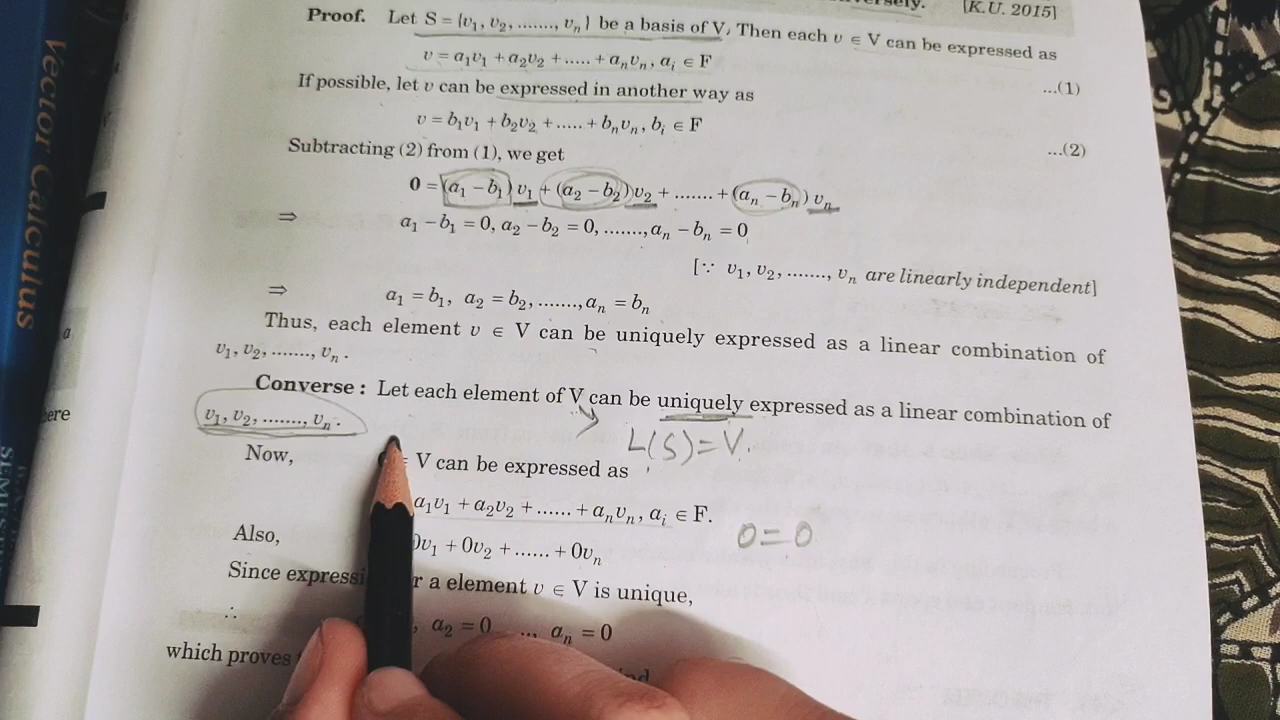 versely. [K.U. 2015]
Proof. Let S = {v₁, v₂, ........, vₙ} be a basis of V. Then each v ∈ V can be expressed as
v = a₁v₁ + a₂v₂ + ..... + aₙvₙ, aᵢ ∈ F ...(1)
If possible, let v can be expressed in another way as
v = b₁v₁ + b₂v₂ + ..... + bₙvₙ, bᵢ ∈ F ...(2)
Subtracting (2) from (1), we get
0 = (a₁ – b₁) v₁ + (a₂ – b₂) v₂ + ....... + (aₙ – bₙ) vₙ
⇒ a₁ – b₁ = 0, a₂ – b₂ = 0, ......., aₙ – bₙ = 0
[∵ v₁, v₂, ......., vₙ are linearly independent]
⇒ a₁ = b₁, a₂ = b₂, ......., aₙ = bₙ
Thus, each element v ∈ V can be uniquely expressed as a linear combination of
v₁, v₂, ......., vₙ.
Converse : Let each element of V can be uniquely expressed as a linear combination of
v₁, v₂, ......., vₙ.
L(S) = V.
Now, ∈ V can be expressed as
a₁v₁ + a₂v₂ + ...... + aₙvₙ, aᵢ ∈ F.
0 = 0
Also, 0v₁ + 0v₂ + ...... + 0vₙ
Since expressi r a element v ∈ V is unique,
∴ , a₂ = 0 ..., aₙ = 0
which proves
Vector Calculus
a
ere